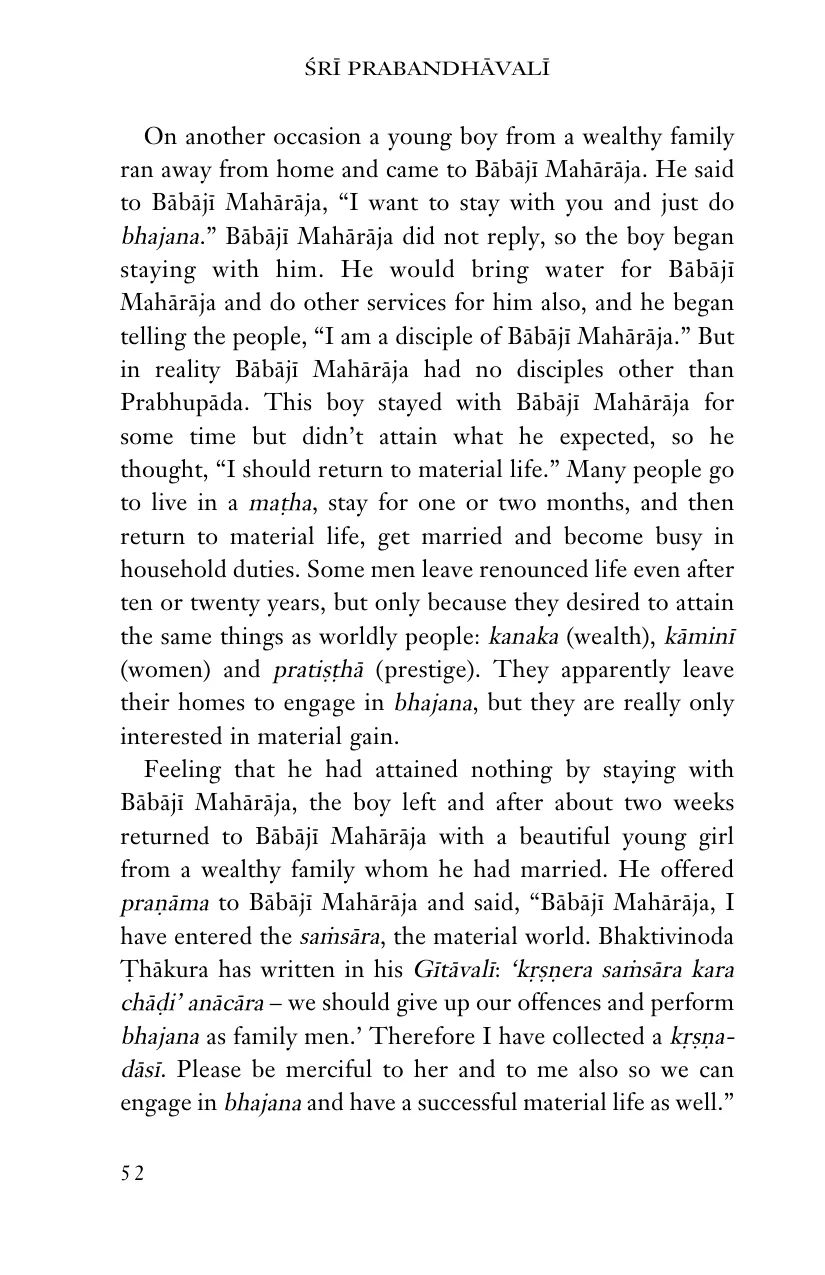 ŚRĪ PRABANDHĀVALĪ
On another occasion a young boy from a wealthy family
ran away from home and came to Bābājī Mahārāja. He said
to Bābājī Mahārāja, “I want to stay with you and just do
bhajana.” Bābājī Mahārāja did not reply, so the boy began
staying with him. He would bring water for Bābājī
Mahārāja and do other services for him also, and he began
telling the people, “I am a disciple of Bābājī Mahārāja.” But
in reality Bābājī Mahārāja had no disciples other than
Prabhupāda. This boy stayed with Bābājī Mahārāja for
some time but didn’t attain what he expected, so he
thought, “I should return to material life.” Many people go
to live in a maṭha, stay for one or two months, and then
return to material life, get married and become busy in
household duties. Some men leave renounced life even after
ten or twenty years, but only because they desired to attain
the same things as worldly people: kanaka (wealth), kāminī
(women) and pratiṣṭhā (prestige). They apparently leave
their homes to engage in bhajana, but they are really only
interested in material gain.
Feeling that he had attained nothing by staying with
Bābājī Mahārāja, the boy left and after about two weeks
returned to Bābājī Mahārāja with a beautiful young girl
from a wealthy family whom he had married. He offered
praṇāma to Bābājī Mahārāja and said, “Bābājī Mahārāja, I
have entered the saṁsāra, the material world. Bhaktivinoda
Ṭhākura has written in his Gītāvalī: ‘kṛṣṇera saṁsāra kara
chāḍi’ anācāra – we should give up our offences and perform
bhajana as family men.’ Therefore I have collected a kṛṣṇa-
dāsī. Please be merciful to her and to me also so we can
engage in bhajana and have a successful material life as well.”
52